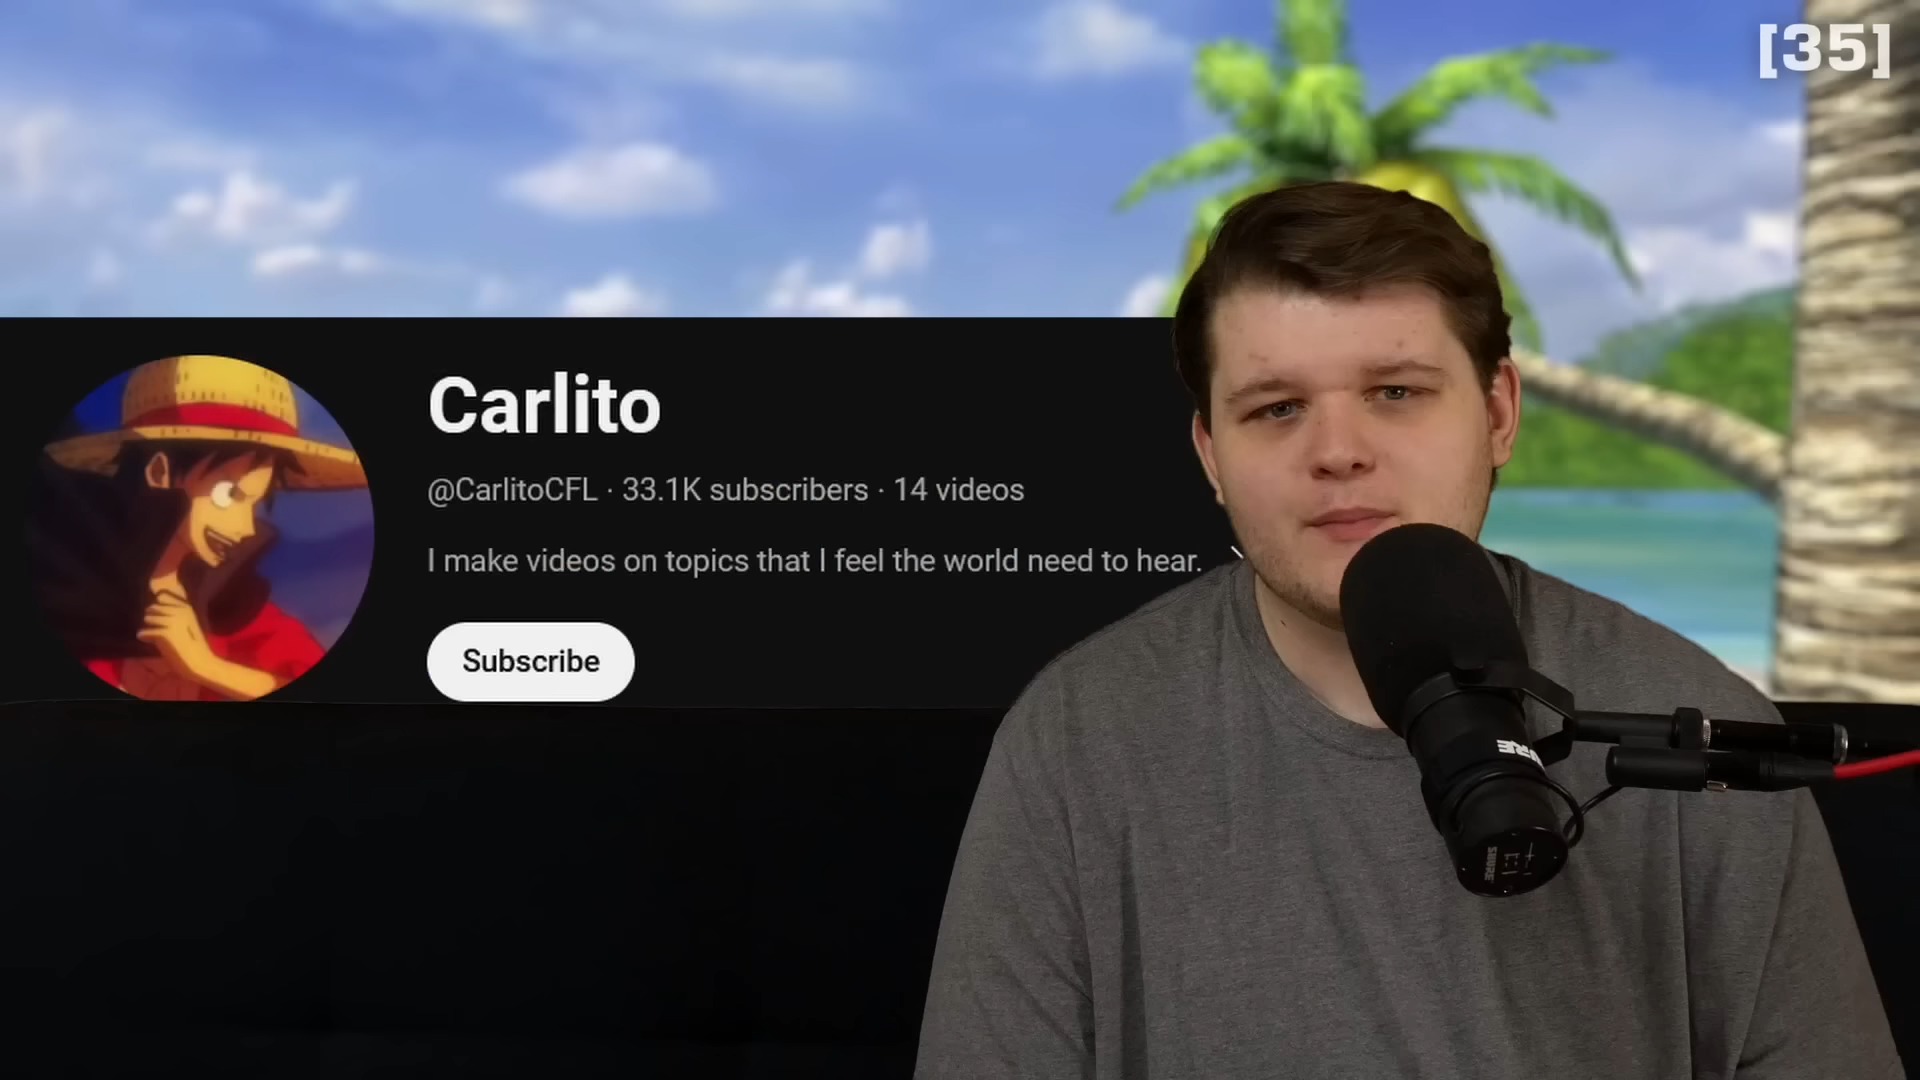 [35]
Carlito
@CarlitoCFL · 33.1K subscribers · 14 videos
I make videos on topics that I feel the world need to hear.
Subscribe
SHURE